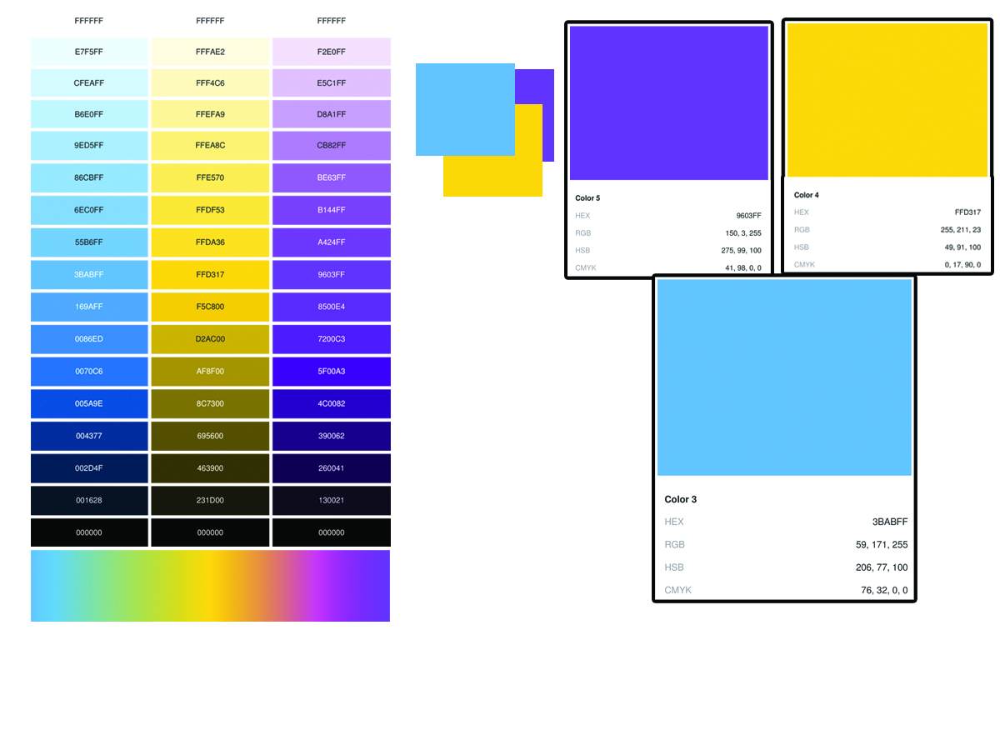 FFFFFF FFFFFF FFFFFF
E7F5FF FFFAE2 F2E0FF
CFEAFF FFF4C6 E5C1FF
B6E0FF FFEFA9 D8A1FF
9ED5FF FFEA8C CB82FF
86CBFF FFE570 BE63FF
6EC0FF FFDF53 B144FF
55B6FF FFDA36 A424FF
3BABFF FFD317 9603FF
169AFF F5C800 8500E4
0086ED D2AC00 7200C3
0070C6 AF8F00 5F00A3
005A9E 8C7300 4C0082
004377 695600 390062
002D4F 463900 260041
001628 231D00 130021
000000 000000 000000
Color 5
HEX 9603FF
RGB 150, 3, 255
HSB 275, 99, 100
CMYK 41, 98, 0, 0
Color 4
HEX FFD317
RGB 255, 211, 23
HSB 49, 91, 100
CMYK 0, 17, 90, 0
Color 3
HEX 3BABFF
RGB 59, 171, 255
HSB 206, 77, 100
CMYK 76, 32, 0, 0